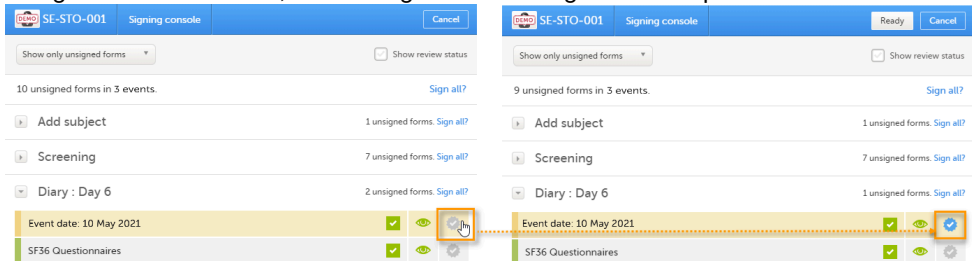 DEMO SE-STO-001 Signing console Cancel
Show only unsigned forms Show review status
10 unsigned forms in 3 events. Sign all?
Add subject 1 unsigned forms. Sign all?
Screening 7 unsigned forms. Sign all?
Diary : Day 6 2 unsigned forms. Sign all?
Event date: 10 May 2021
SF36 Questionnaires
DEMO SE-STO-001 Signing console Ready Cancel
Show only unsigned forms Show review status
9 unsigned forms in 3 events. Sign all?
Add subject 1 unsigned forms. Sign all?
Screening 7 unsigned forms. Sign all?
Diary : Day 6 1 unsigned forms. Sign all?
Event date: 10 May 2021
SF36 Questionnaires